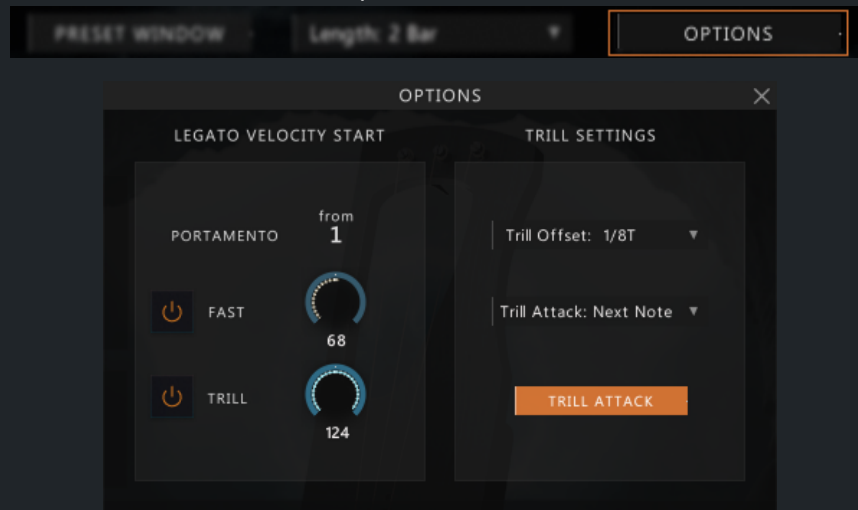 PRESET WINDOW
Length: 2 Bar ▼
OPTIONS
OPTIONS
LEGATO VELOCITY START
TRILL SETTINGS
from
PORTAMENTO 1
Trill Offset: 1/8T ▼
FAST
68
Trill Attack: Next Note ▼
TRILL
124
TRILL ATTACK